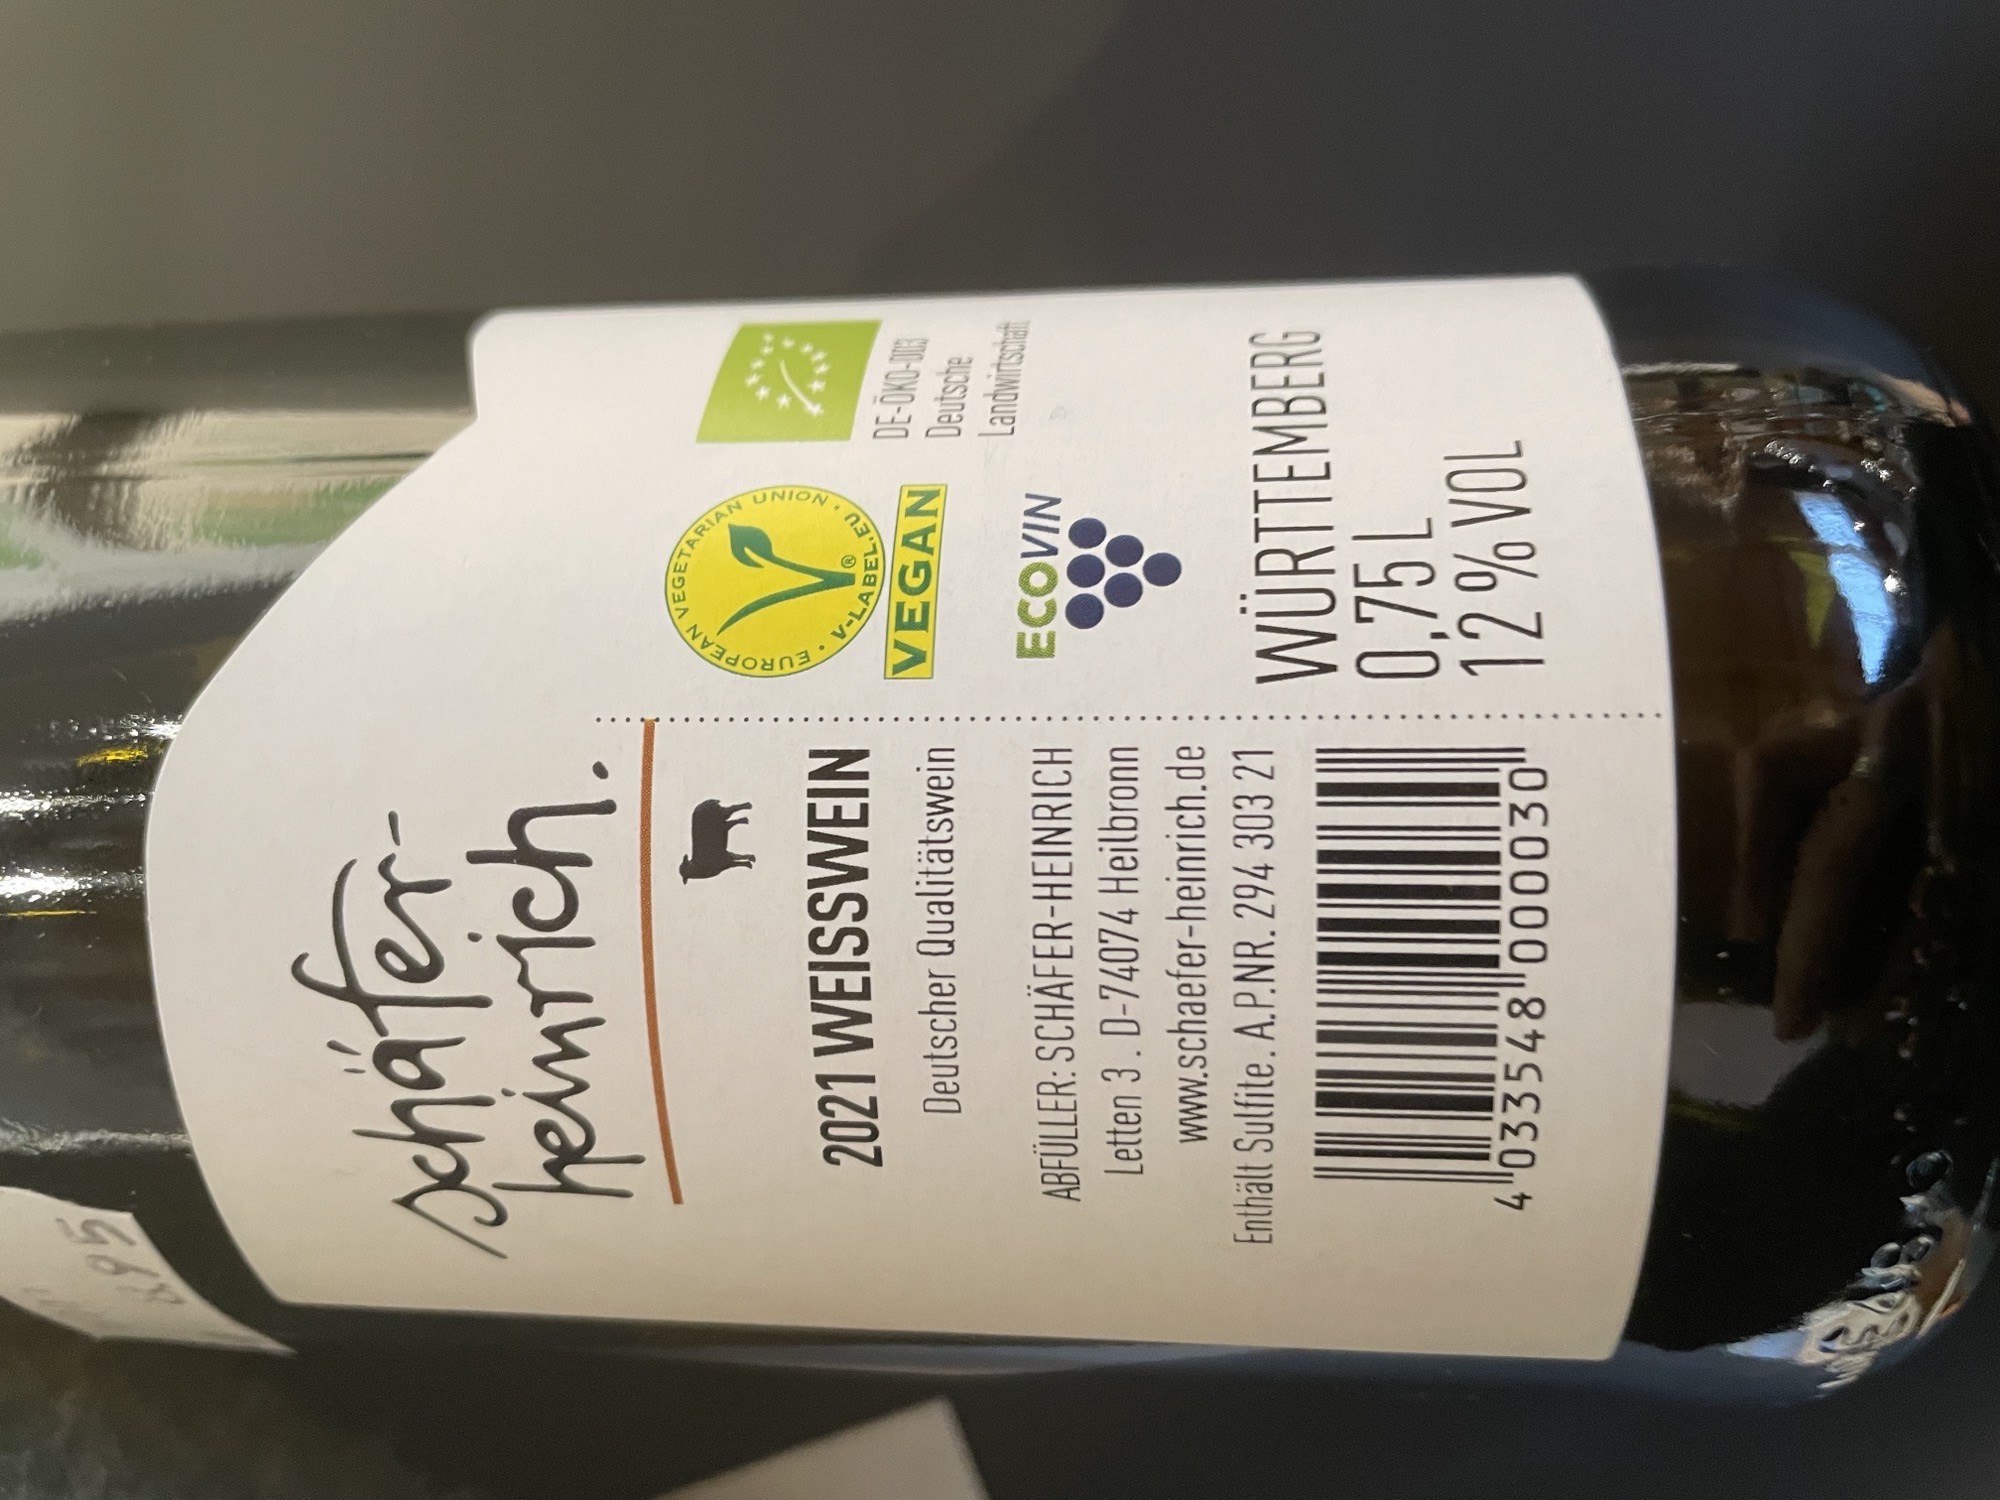 schäfer-
heinrich.
2021 WEISSWEIN
Deutscher Qualitätswein
ABFÜLLER: SCHÄFER-HEINRICH
Letten 3 . D-74074 Heilbronn
www.schaefer-heinrich.de
Enthält Sulfite. A.P.NR. 294 303 21
4 033548 000030
EUROPEAN VEGETARIAN UNION · V-LABEL.EU ·
®
VEGAN
DE-ÖKO-003
Deutsche
Landwirtschaft
ECOVIN
WÜRTTEMBERG
0,75 L
12 % VOL
8,95